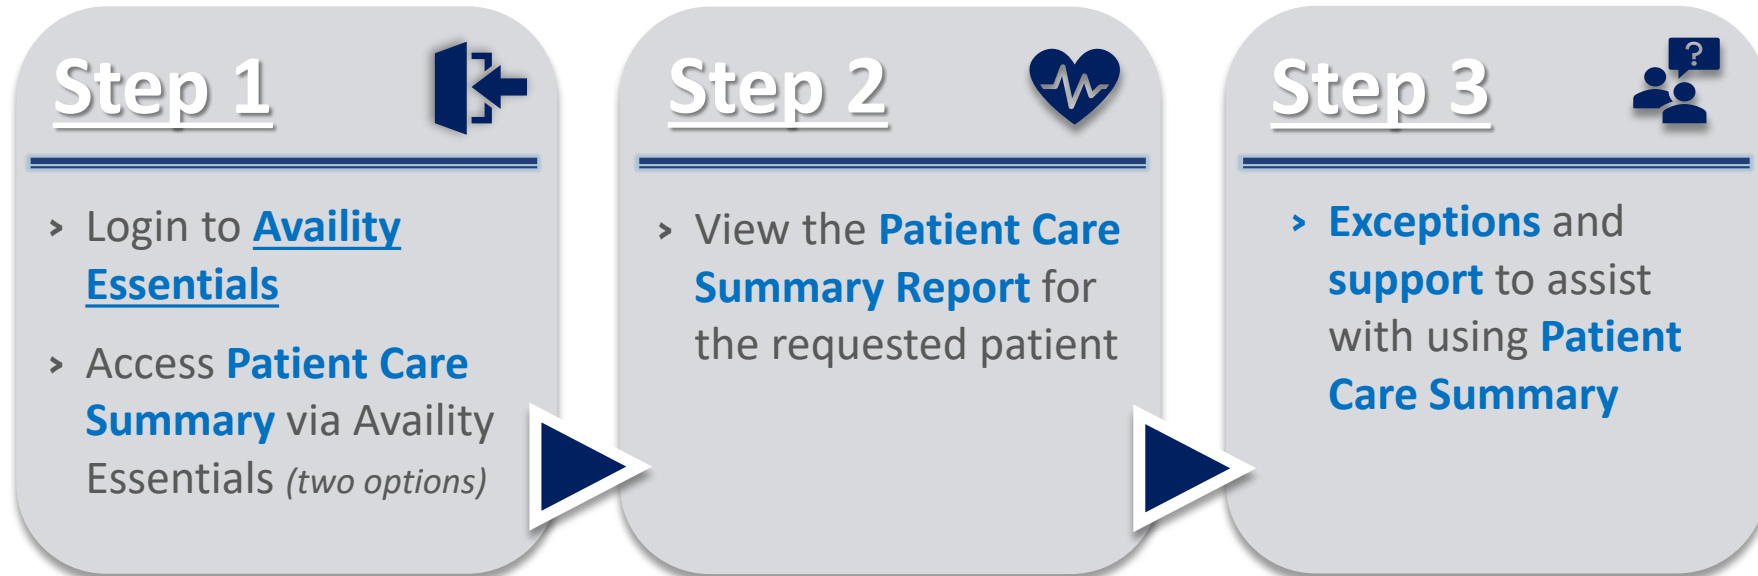 Step 1
› Login to Availity
Essentials
› Access Patient Care
Summary via Availity
Essentials (two options)
Step 2
› View the Patient Care
Summary Report for
the requested patient
Step 3
?
› Exceptions and
support to assist
with using Patient
Care Summary